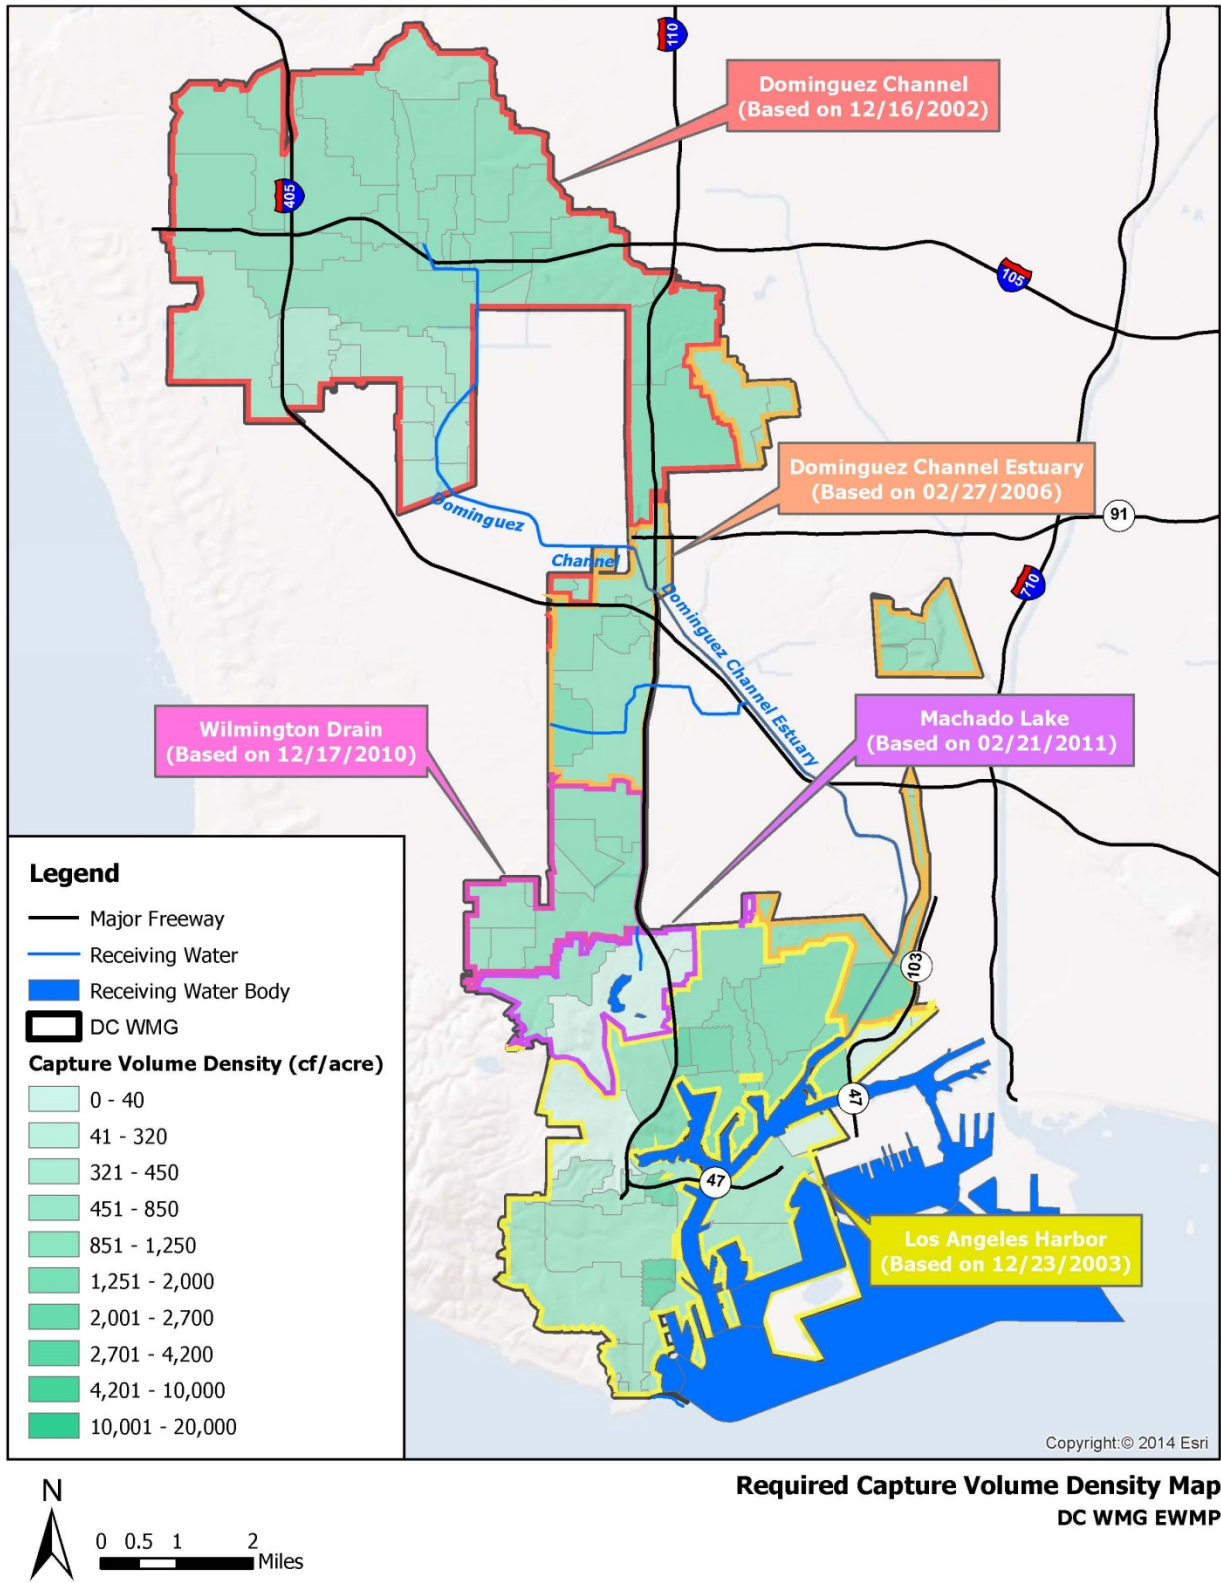 110
Dominguez Channel
(Based on 12/16/2002)
405
105
Dominguez Channel Estuary
(Based on 02/27/2006)
Dominguez
91
Channel
710
Dominguez Channel Estuary
Wilmington Drain
(Based on 12/17/2010)
Machado Lake
(Based on 02/21/2011)
103
47
47
Los Angeles Harbor
(Based on 12/23/2003)
Legend
Major Freeway
Receiving Water
Receiving Water Body
DC WMG
Capture Volume Density (cf/acre)
0 - 40
41 - 320
321 - 450
451 - 850
851 - 1,250
1,251 - 2,000
2,001 - 2,700
2,701 - 4,200
4,201 - 10,000
10,001 - 20,000
Copyright:© 2014 Esri
Required Capture Volume Density Map
DC WMG EWMP
N
0 0.5 1 2
Miles